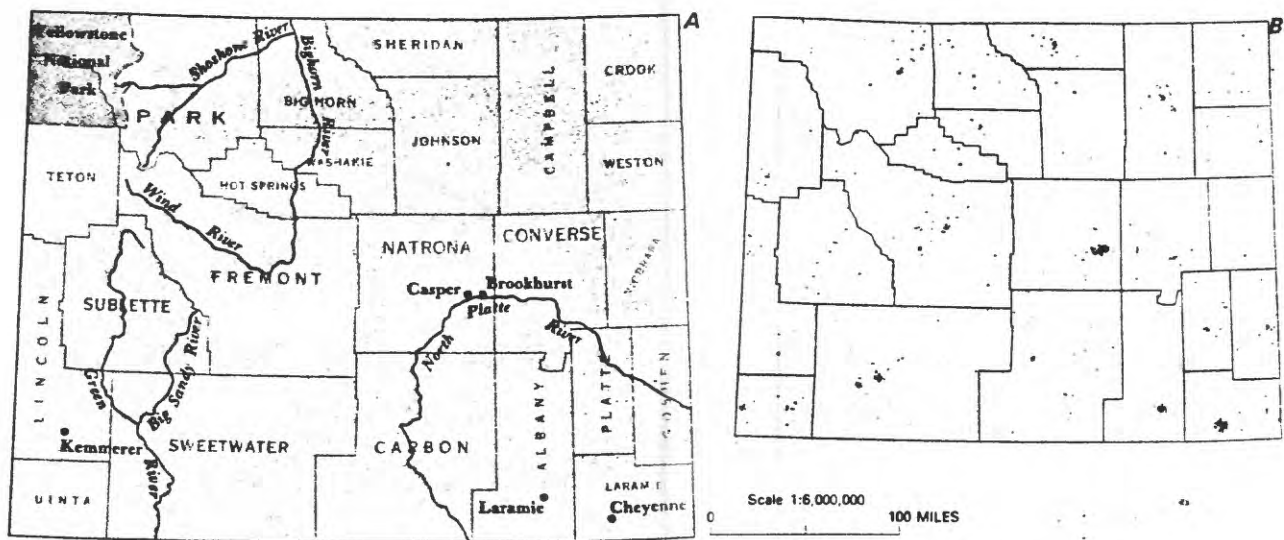 A
B
Yellowstone
National
Park
Shoshone River
Bighorn
River
SHERIDAN
CROOK
PARK
BIG HORN
CAMPBELL
JOHNSON
WASHAKIE
WESTON
TETON
HOT SPRINGS
Wind
River
NATRONA
CONVERSE
FREMONT
Casper
Brookhurst
SUBLETTE
North
Platte
River
LINCOLN
Green
River
Big Sandy River
ALBANY
PLATTE
Kemmerer
SWEETWATER
CARBON
UINTA
Laramie
Cheyenne
Scale 1:6,000,000
0
100 MILES